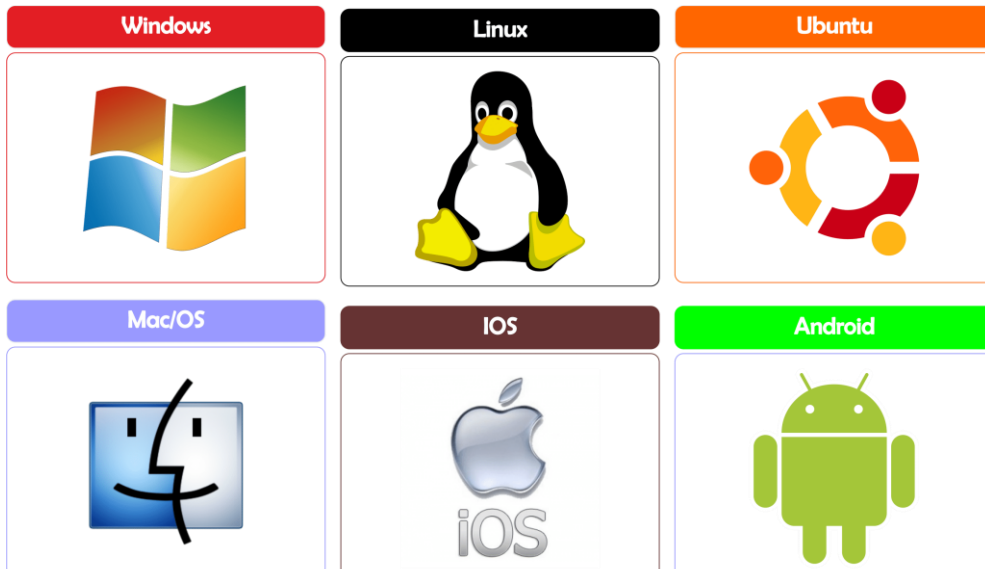 Windows
Linux
Ubuntu
Mac/OS
IOS
Android
iOS